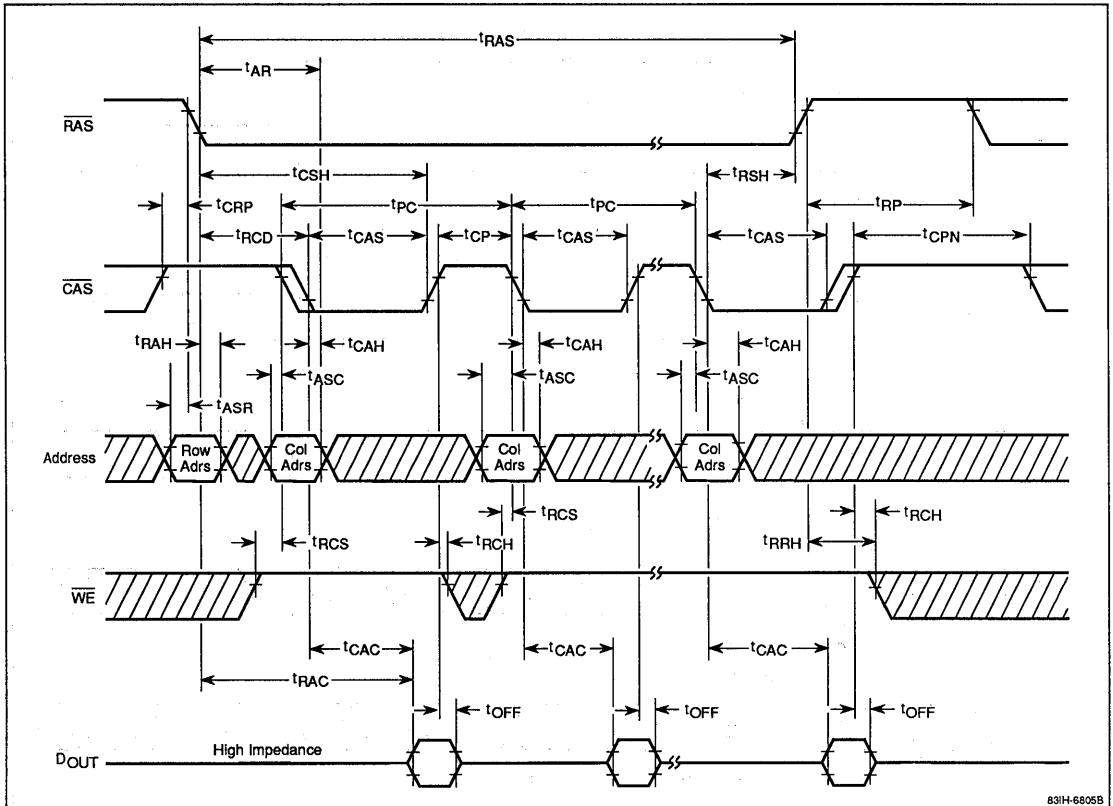 tRAS
tAR
RAS
tCSH
tRSH
tCRP
tPC
tPC
tRP
tRCD
tCAS
tCP
tCAS
tCAS
tCPN
CAS
tRAH
tCAH
tCAH
tCAH
tASC
tASC
tASC
tASR
Address
Row Adrs
Col Adrs
Col Adrs
Col Adrs
tRCS
tRCH
tRCS
tRCH
tRRH
WE
tCAC
tCAC
tCAC
tRAC
tOFF
tOFF
tOFF
High Impedance
DOUT
83IH-6805B